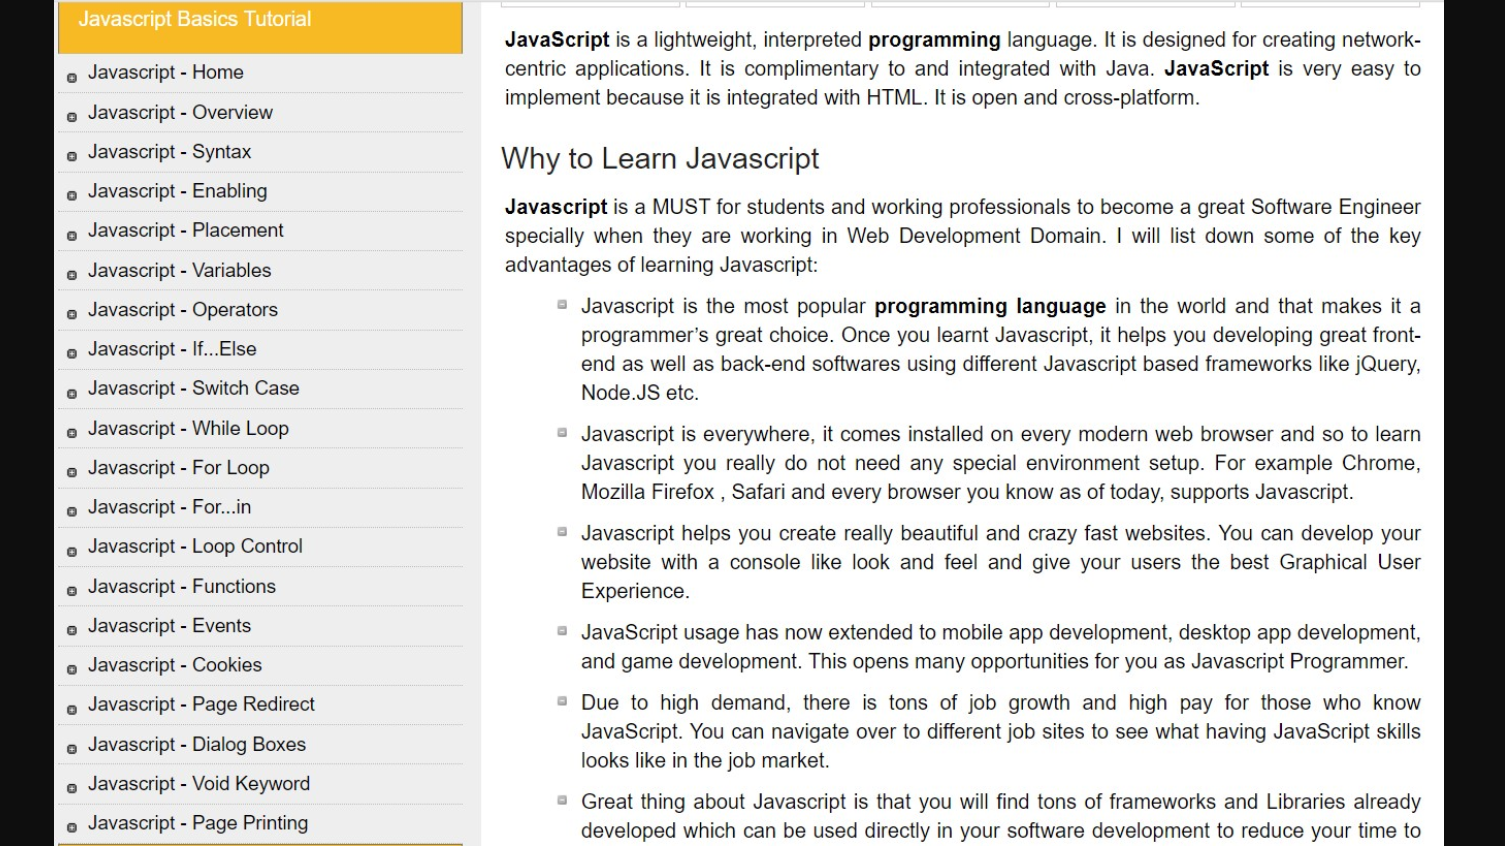 Javascript Basics Tutorial
Javascript - Home
Javascript - Overview
Javascript - Syntax
Javascript - Enabling
Javascript - Placement
Javascript - Variables
Javascript - Operators
Javascript - If...Else
Javascript - Switch Case
Javascript - While Loop
Javascript - For Loop
Javascript - For...in
Javascript - Loop Control
Javascript - Functions
Javascript - Events
Javascript - Cookies
Javascript - Page Redirect
Javascript - Dialog Boxes
Javascript - Void Keyword
Javascript - Page Printing
JavaScript is a lightweight, interpreted programming language. It is designed for creating network-
centric applications. It is complimentary to and integrated with Java. JavaScript is very easy to
implement because it is integrated with HTML. It is open and cross-platform.
Why to Learn Javascript
Javascript is a MUST for students and working professionals to become a great Software Engineer
specially when they are working in Web Development Domain. I will list down some of the key
advantages of learning Javascript:
Javascript is the most popular programming language in the world and that makes it a
programmer’s great choice. Once you learnt Javascript, it helps you developing great front-
end as well as back-end softwares using different Javascript based frameworks like jQuery,
Node.JS etc.
Javascript is everywhere, it comes installed on every modern web browser and so to learn
Javascript you really do not need any special environment setup. For example Chrome,
Mozilla Firefox , Safari and every browser you know as of today, supports Javascript.
Javascript helps you create really beautiful and crazy fast websites. You can develop your
website with a console like look and feel and give your users the best Graphical User
Experience.
JavaScript usage has now extended to mobile app development, desktop app development,
and game development. This opens many opportunities for you as Javascript Programmer.
Due to high demand, there is tons of job growth and high pay for those who know
JavaScript. You can navigate over to different job sites to see what having JavaScript skills
looks like in the job market.
Great thing about Javascript is that you will find tons of frameworks and Libraries already
developed which can be used directly in your software development to reduce your time to